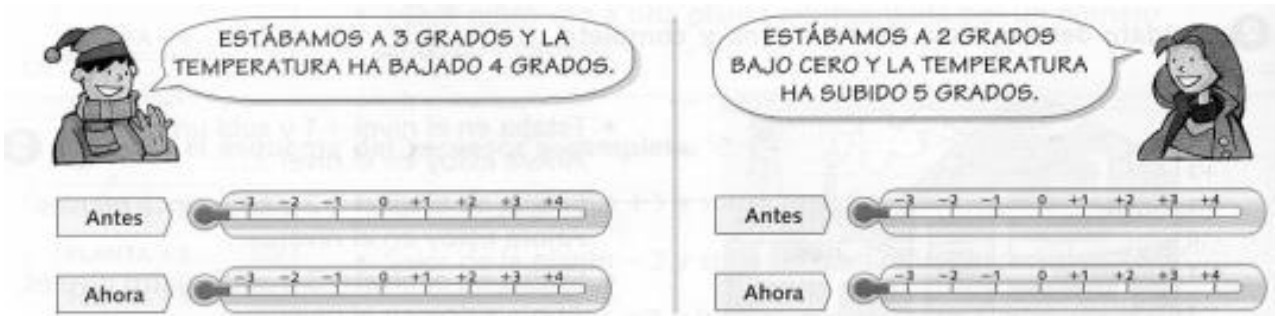 ESTÁBAMOS A 3 GRADOS Y LA
TEMPERATURA HA BAJADO 4 GRADOS.
Antes
-3 -2 -1 0 +1 +2 +3 +4
Ahora
-3 -2 -1 0 +1 +2 +3 +4
ESTÁBAMOS A 2 GRADOS
BAJO CERO Y LA TEMPERATURA
HA SUBIDO 5 GRADOS.
Antes
-3 -2 -1 0 +1 +2 +3 +4
Ahora
-3 -2 -1 0 +1 +2 +3 +4